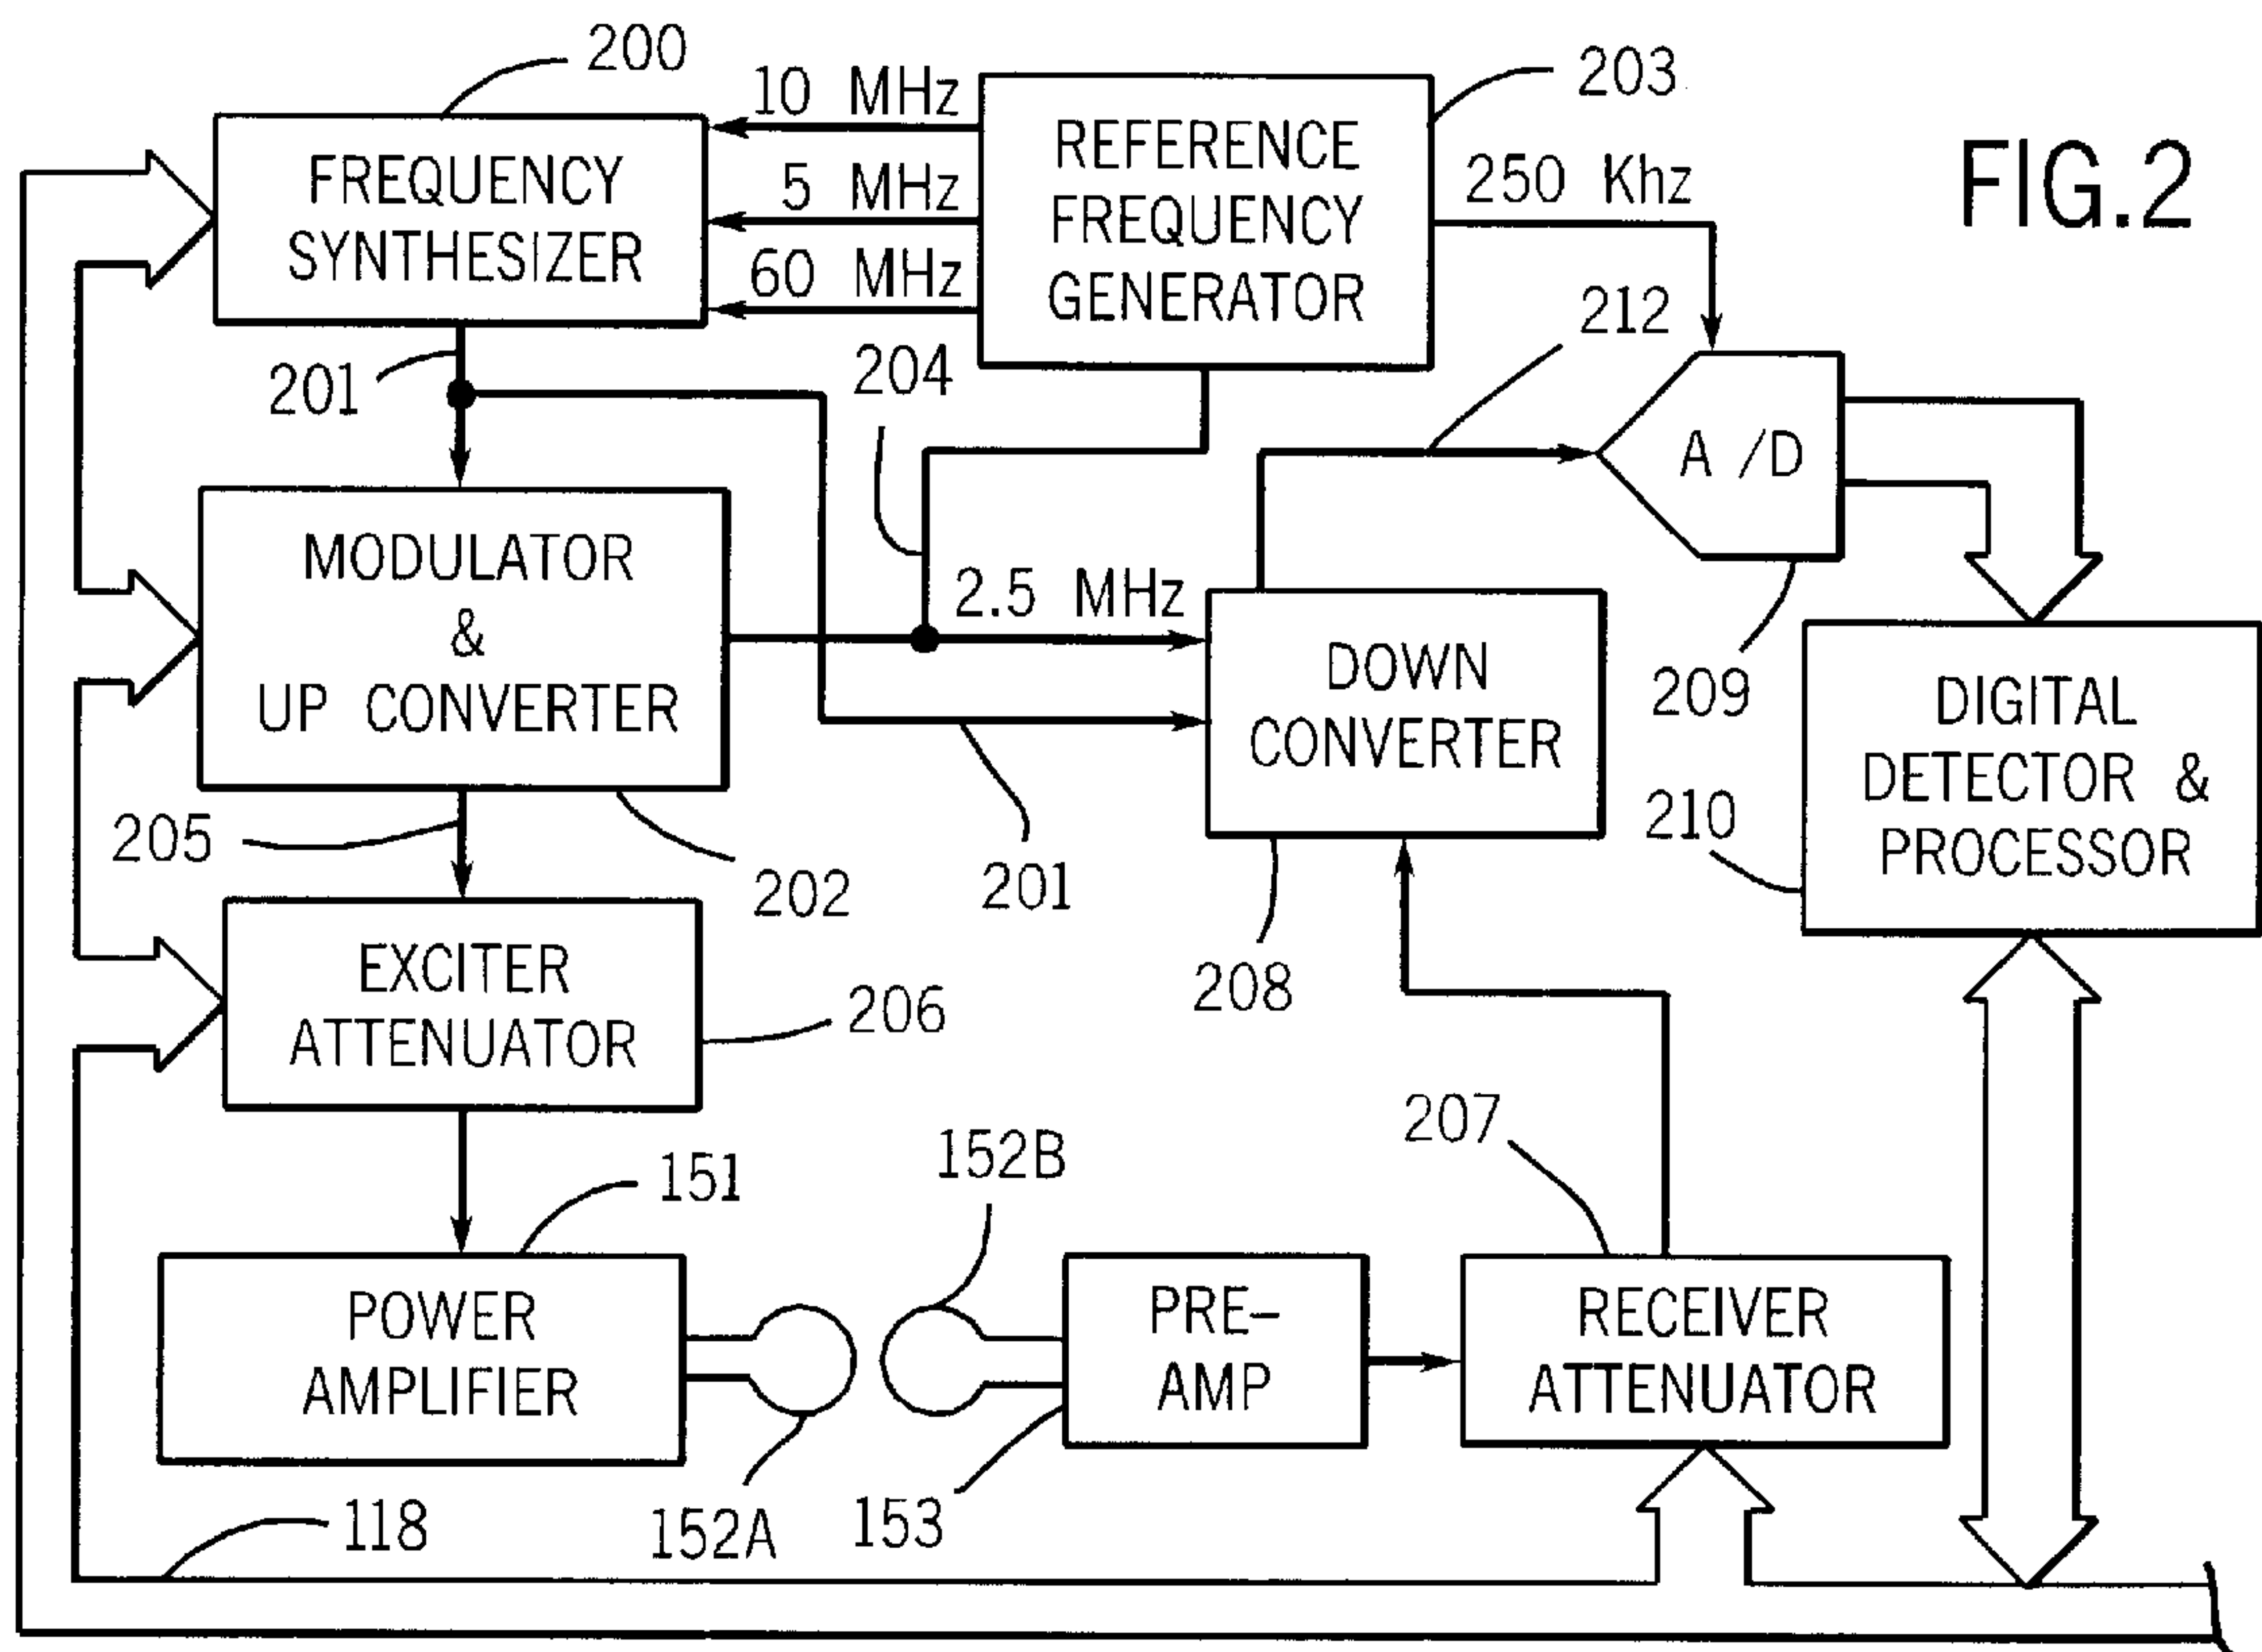 FIG.2
200
10 MHz
203
FREQUENCY
SYNTHESIZER
5 MHz
60 MHz
REFERENCE
FREQUENCY
GENERATOR
250 Khz
212
201
204
A /D
MODULATOR
&
UP CONVERTER
2.5 MHz
DOWN
CONVERTER
209
DIGITAL
DETECTOR &
PROCESSOR
210
205
202
201
208
EXCITER
ATTENUATOR
206
207
151
152B
POWER
AMPLIFIER
PRE-
AMP
RECEIVER
ATTENUATOR
118
152A
153